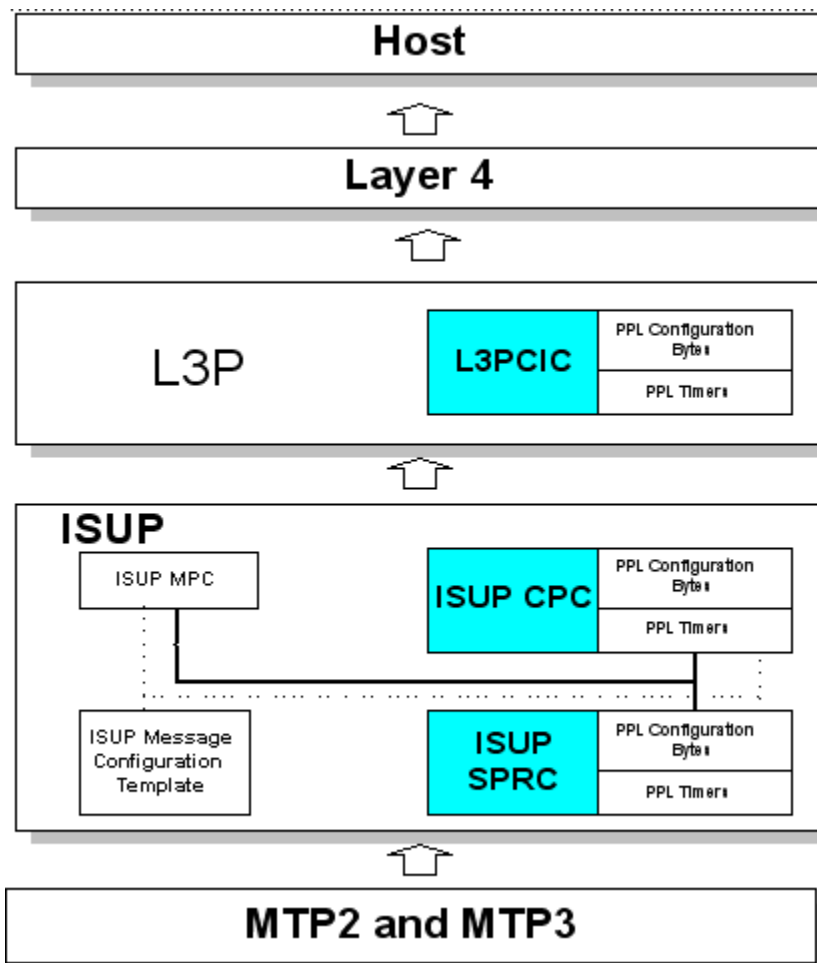 Host
Layer 4
L3P
L3PCIC
PPL Configuration
Bytes
PPL Timers
ISUP
ISUP MPC
ISUP CPC
PPL Configuration
Bytes
PPL Timers
ISUP Message
Configuration
Template
ISUP
SPRC
PPL Configuration
Bytes
PPL Timers
MTP2 and MTP3